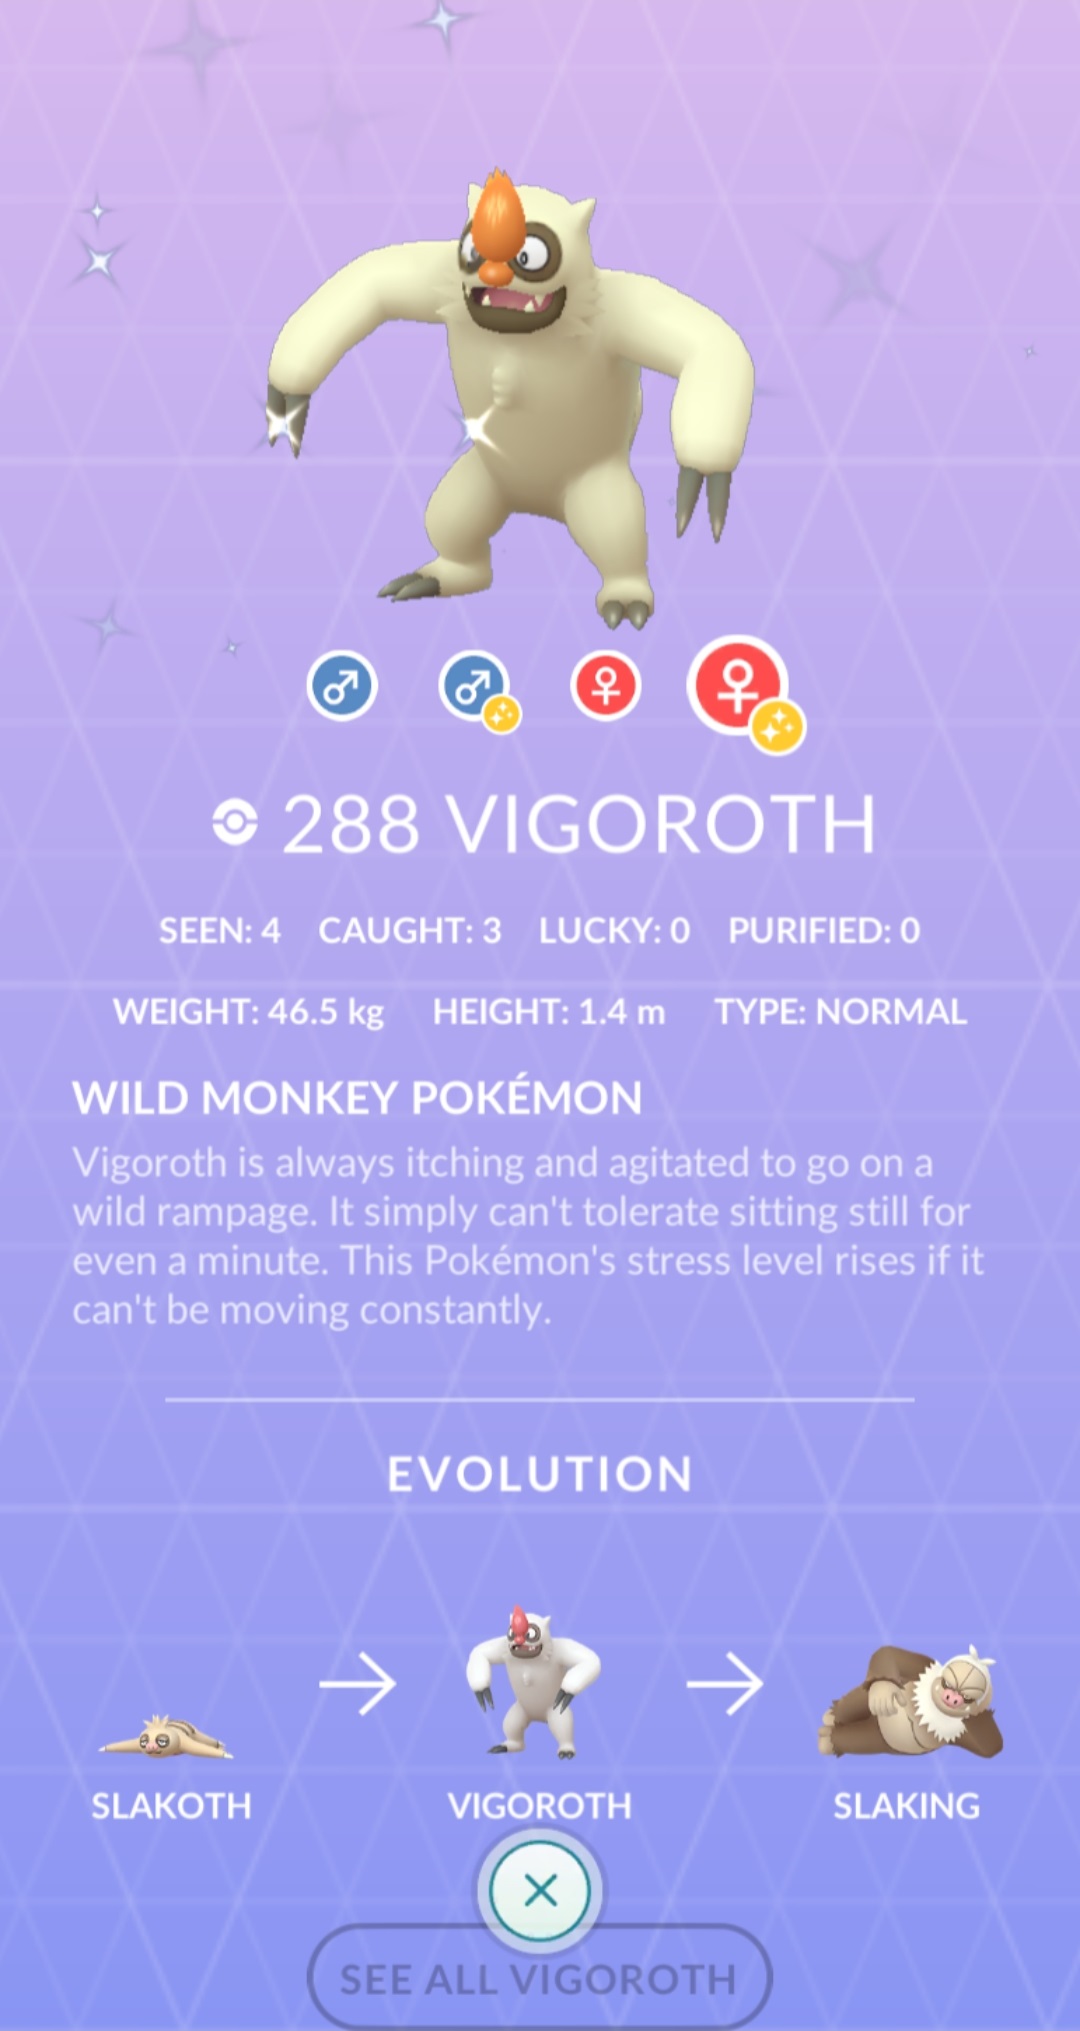 288 VIGOROTH
SEEN: 4 CAUGHT: 3 LUCKY: 0 PURIFIED: 0
WEIGHT: 46.5 kg HEIGHT: 1.4 m TYPE: NORMAL
WILD MONKEY POKÉMON
Vigoroth is always itching and agitated to go on a
wild rampage. It simply can't tolerate sitting still for
even a minute. This Pokémon's stress level rises if it
can't be moving constantly.
EVOLUTION
SLAKOTH VIGOROTH SLAKING
SEE ALL VIGOROTH